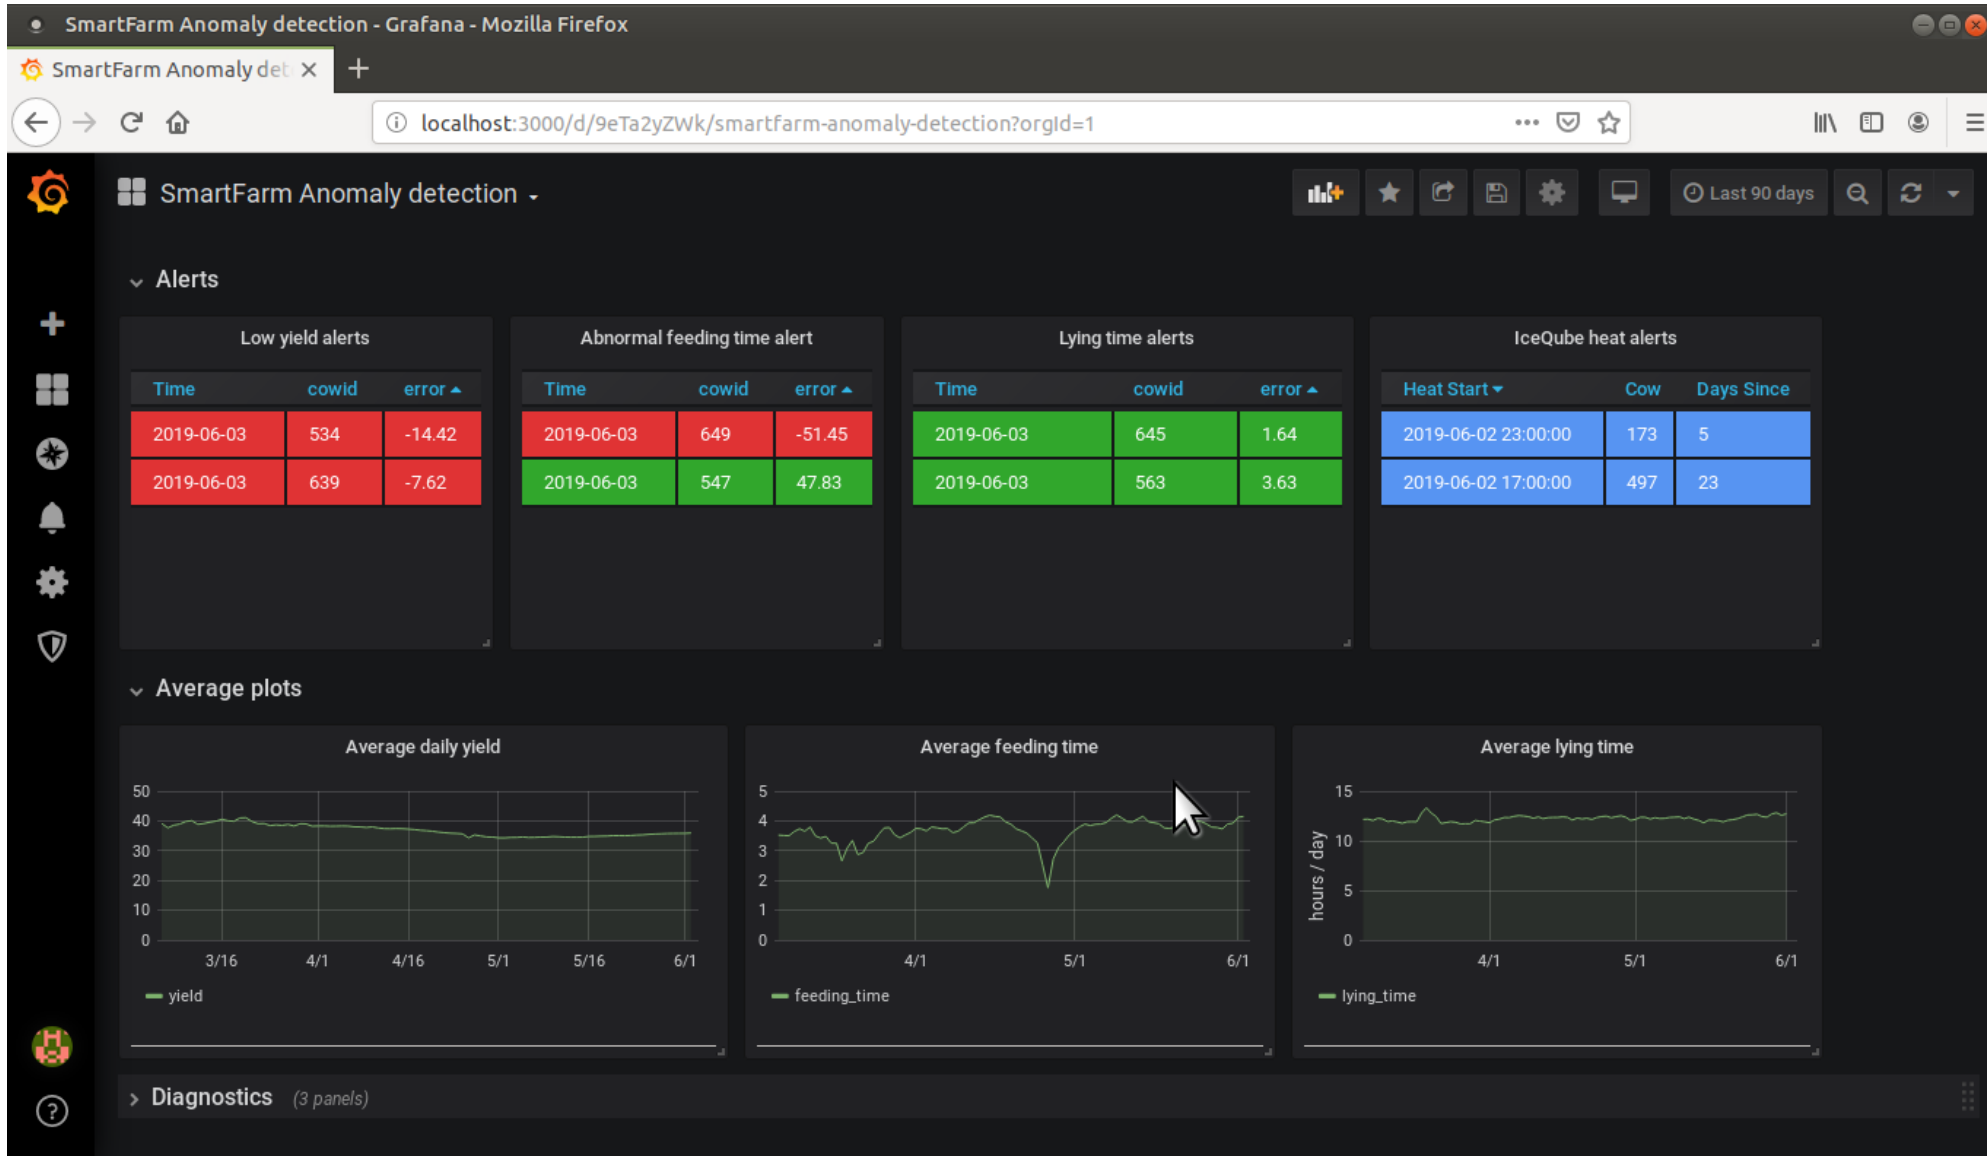 SmartFarm Anomaly detection - Grafana - Mozilla Firefox
SmartFarm Anomaly det
localhost:3000/d/9eTa2yZWk/smartfarm-anomaly-detection?orgId=1
SmartFarm Anomaly detection
Last 90 days
Alerts
Low yield alerts
Time cowid error
2019-06-03 534 -14.42
2019-06-03 639 -7.62
Abnormal feeding time alert
Time cowid error
2019-06-03 649 -51.45
2019-06-03 547 47.83
Lying time alerts
Time cowid error
2019-06-03 645 1.64
2019-06-03 563 3.63
IceQube heat alerts
Heat Start Cow Days Since
2019-06-02 23:00:00 173 5
2019-06-02 17:00:00 497 23
Average plots
Average daily yield
50
40
30
20
10
0
3/16 4/1 4/16 5/1 5/16 6/1
yield
Average feeding time
5
4
3
2
1
0
4/1 5/1 6/1
feeding_time
Average lying time
hours / day
15
10
5
0
4/1 5/1 6/1
lying_time
Diagnostics (3 panels)